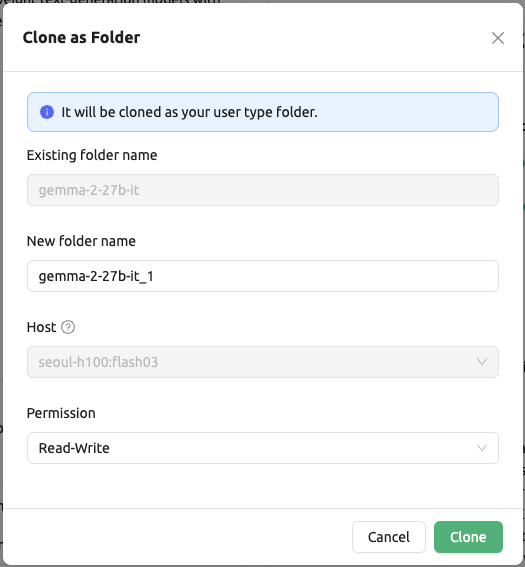 Clone as Folder
It will be cloned as your user type folder.
Existing folder name
gemma-2-27b-it
New folder name
gemma-2-27b-it_1
Host
seoul-h100:flash03
Permission
Read-Write
Cancel
Clone